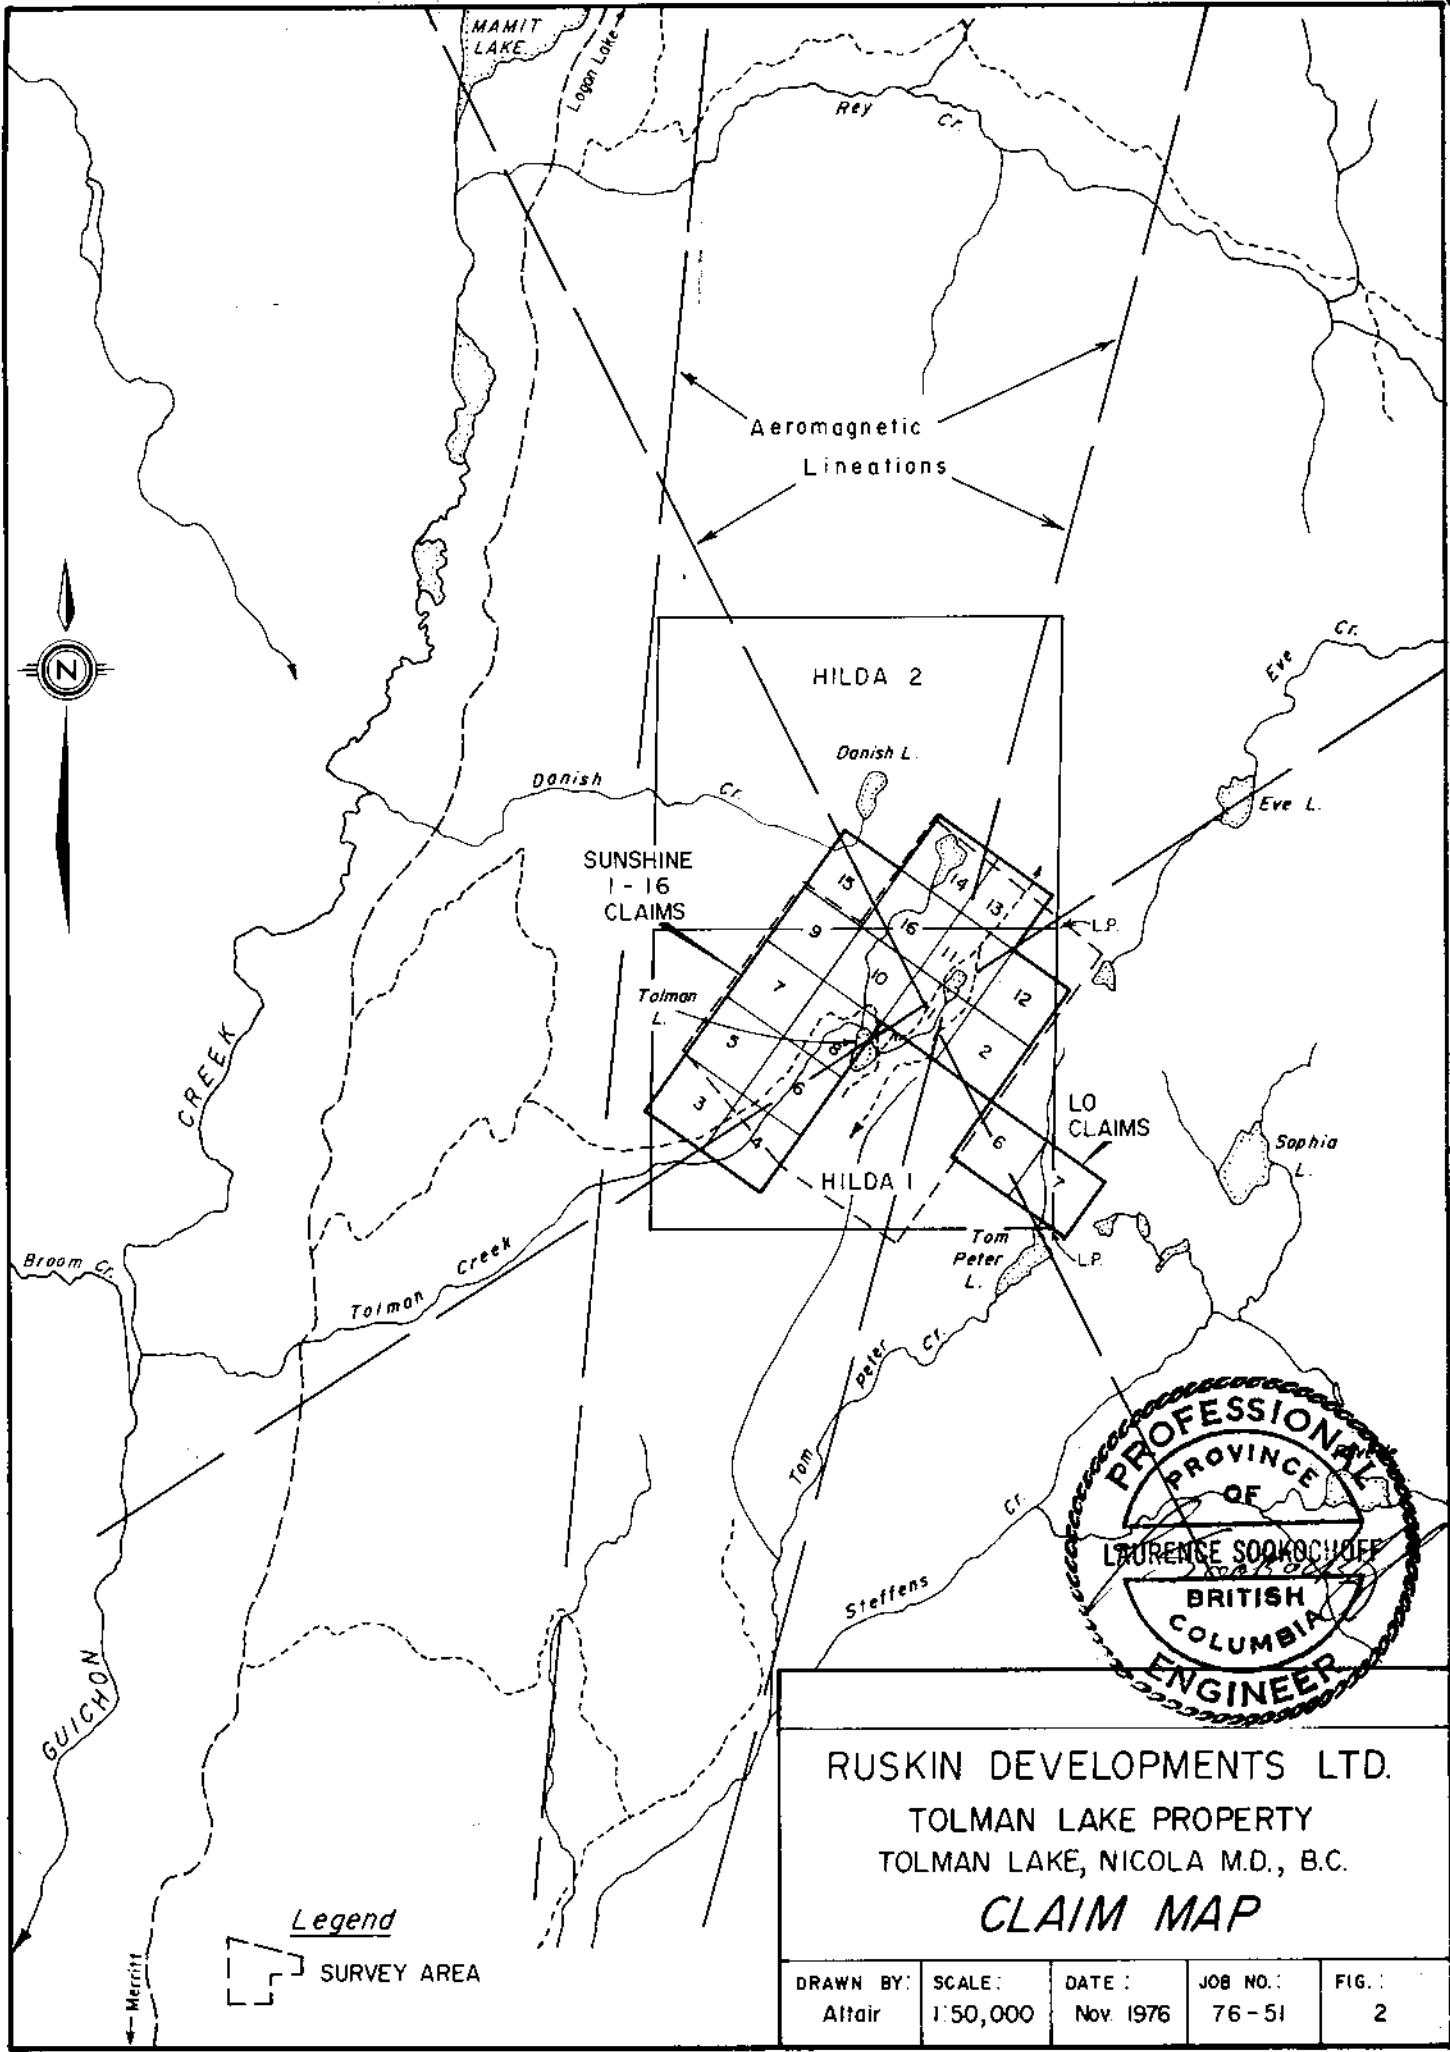 MAMIT
LAKE
Logan Lake
Rey Cr.
Aeromagnetic
Lineations
N
HILDA 2
Eve Cr.
Danish L.
Danish Cr.
Eve L.
SUNSHINE
1-16
CLAIMS
15
14
13
9
16
L.P.
11
7
10
12
Tolman
L.
5
8
2
6
3
4
LO
CLAIMS
6
7
Sophia
L.
HILDA 1
CREEK
Tom
Peter
L.
L.P.
Broom Cr.
Tolman Creek
Tom Peter Cr.
Steffens Cr.
GUICHON
PROFESSIONAL
PROVINCE
OF
LAURENCE SOOKOCHOFF
BRITISH
COLUMBIA
ENGINEER
RUSKIN DEVELOPMENTS LTD.
TOLMAN LAKE PROPERTY
TOLMAN LAKE, NICOLA M.D., B.C.
CLAIM MAP
Legend
SURVEY AREA
Merritt
DRAWN BY: SCALE: DATE: JOB NO.: FIG.:
Altair 1:50,000 Nov. 1976 76-51 2